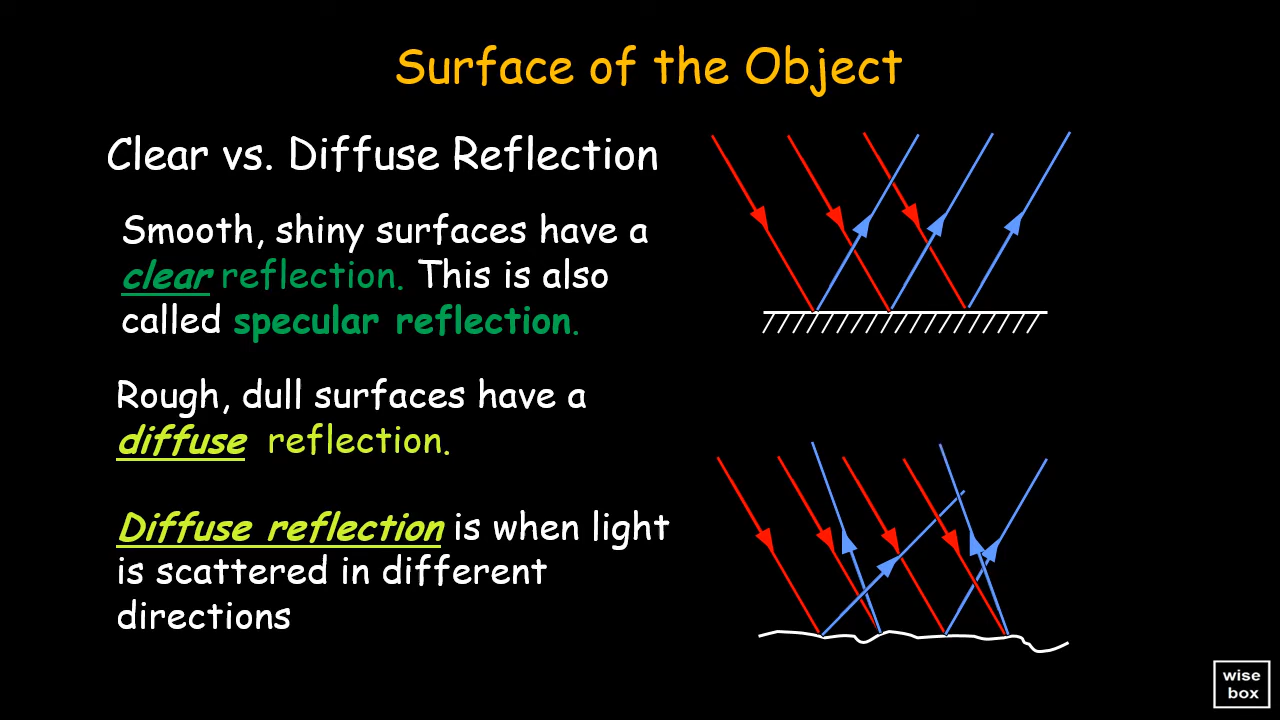 Surface of the Object
Clear vs. Diffuse Reflection
Smooth, shiny surfaces have a
clear reflection. This is also
called specular reflection.
Rough, dull surfaces have a
diffuse reflection.
Diffuse reflection is when light
is scattered in different
directions
wise
box